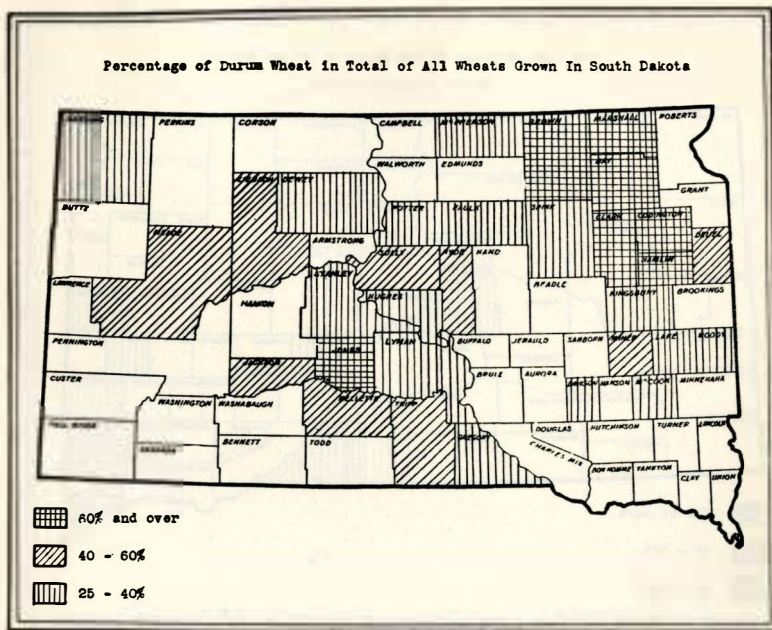 Percentage of Durum Wheat in Total of All Wheats Grown In South Dakota
HARDING
PERKINS
CORSON
CAMPBELL
McPHERSON
BROWN
MARSHALL
ROBERTS
WALWORTH
EDMUNDS
DAY
GRANT
BUTTE
ZIEBACH
DEWEY
POTTER
FAULK
SPINK
CLARK
CODINGTON
HAMLIN
DEUEL
MEADE
ARMSTRONG
SULLY
HYDE
HAND
BEADLE
KINGSBURY
BROOKINGS
LAWRENCE
HAAKON
STANLEY
HUGHES
PENNINGTON
JACKSON
JONES
LYMAN
BUFFALO
JERAULD
SANBORN
MINER
LAKE
MOODY
CUSTER
WASHINGTON
WASHABAUGH
MELLETTE
TRIPP
BRULE
AURORA
DAVISON
HANSON
McCOOK
MINNEHAHA
BENNETT
TODD
GREGORY
CHARLES MIX
DOUGLAS
HUTCHINSON
TURNER
LINCOLN
BON HOMME
YANKTON
CLAY
UNION
60% and over
40 - 60%
25 - 40%